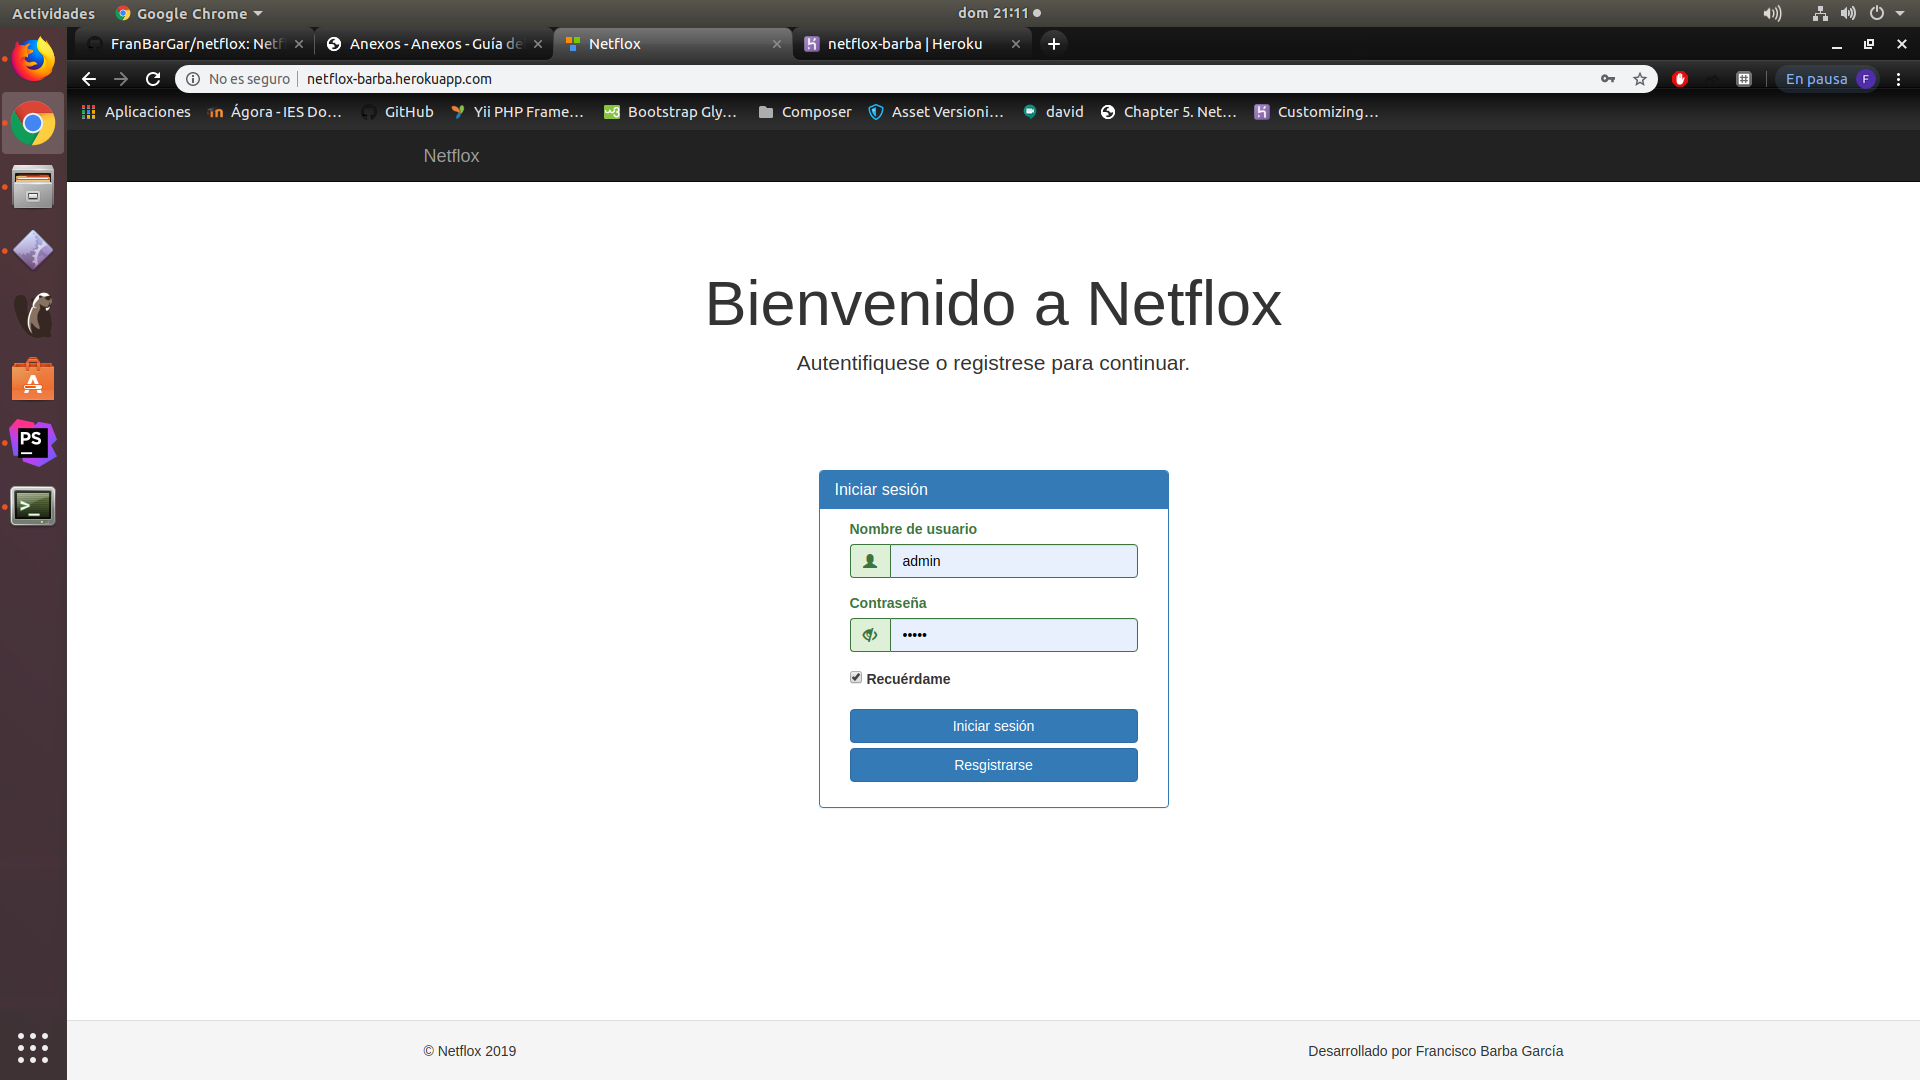 Actividades Google Chrome dom 21:11
FranBarGar/netflox: Netf Anexos - Anexos - Guía de Netflox netflox-barba | Heroku
No es seguro netflox-barba.herokuapp.com En pausa F
Aplicaciones Ágora - IES Do... GitHub Yii PHP Frame... Bootstrap Gly... Composer Asset Versioni... david Chapter 5. Net... Customizing...
Netflox
Bienvenido a Netflox
Autentifiquese o registrese para continuar.
Iniciar sesión
Nombre de usuario
admin
Contraseña
•••••
Recuérdame
Iniciar sesión
Resgistrarse
© Netflox 2019 Desarrollado por Francisco Barba García
PS